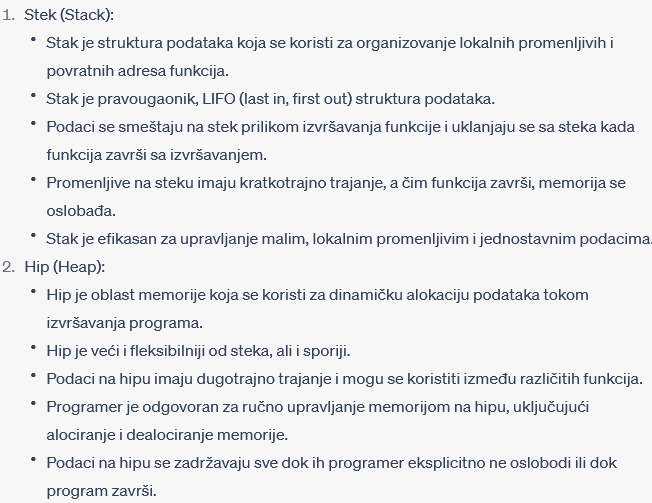 1. Stek (Stack):
• Stak je struktura podataka koja se koristi za organizovanje lokalnih promenljivih i
povratnih adresa funkcija.
• Stak je pravougaonik, LIFO (last in, first out) struktura podataka.
• Podaci se smeštaju na stek prilikom izvršavanja funkcije i uklanjaju se sa steka kada
funkcija završi sa izvršavanjem.
• Promenljive na steku imaju kratkotrajno trajanje, a čim funkcija završi, memorija se
oslobađa.
• Stak je efikasan za upravljanje malim, lokalnim promenljivim i jednostavnim podacima.
2. Hip (Heap):
• Hip je oblast memorije koja se koristi za dinamičku alokaciju podataka tokom
izvršavanja programa.
• Hip je veći i fleksibilniji od steka, ali i sporiji.
• Podaci na hipu imaju dugotrajno trajanje i mogu se koristiti između različitih funkcija.
• Programer je odgovoran za ručno upravljanje memorijom na hipu, uključujući
alociranje i dealociranje memorije.
• Podaci na hipu se zadržavaju sve dok ih programer eksplicitno ne oslobodi ili dok
program završi.